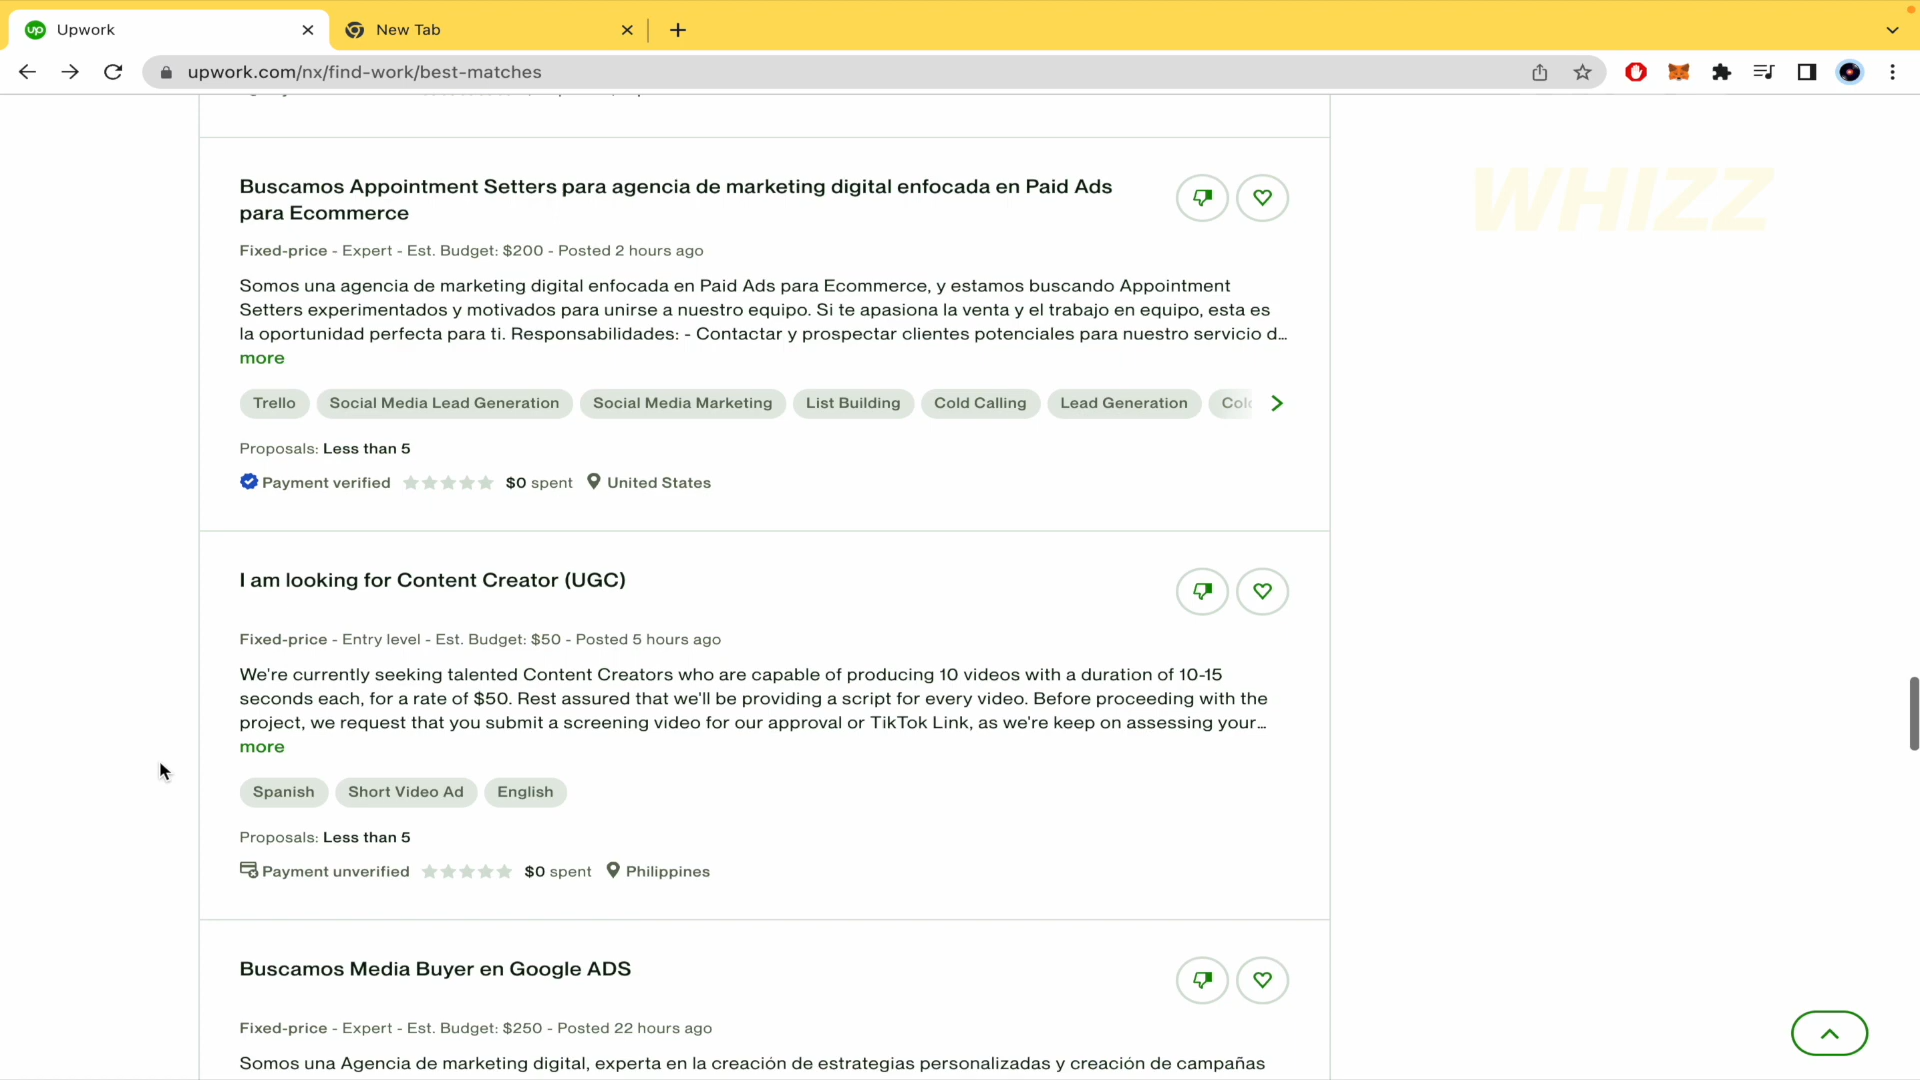 up Upwork
New Tab
upwork.com/nx/find-work/best-matches
WHIZZ
Buscamos Appointment Setters para agencia de marketing digital enfocada en Paid Ads
para Ecommerce
Fixed-price - Expert - Est. Budget: $200 - Posted 2 hours ago
Somos una agencia de marketing digital enfocada en Paid Ads para Ecommerce, y estamos buscando Appointment
Setters experimentados y motivados para unirse a nuestro equipo. Si te apasiona la venta y el trabajo en equipo, esta es
la oportunidad perfecta para ti. Responsabilidades: - Contactar y prospectar clientes potenciales para nuestro servicio d...
more
Trello Social Media Lead Generation Social Media Marketing List Building Cold Calling Lead Generation
Proposals: Less than 5
Payment verified $0 spent United States
I am looking for Content Creator (UGC)
Fixed-price - Entry level - Est. Budget: $50 - Posted 5 hours ago
We're currently seeking talented Content Creators who are capable of producing 10 videos with a duration of 10-15
seconds each, for a rate of $50. Rest assured that we'll be providing a script for every video. Before proceeding with the
project, we request that you submit a screening video for our approval or TikTok Link, as we're keep on assessing your...
more
Spanish Short Video Ad English
Proposals: Less than 5
Payment unverified $0 spent Philippines
Buscamos Media Buyer en Google ADS
Fixed-price - Expert - Est. Budget: $250 - Posted 22 hours ago
Somos una Agencia de marketing digital, experta en la creación de estrategias personalizadas y creación de campañas